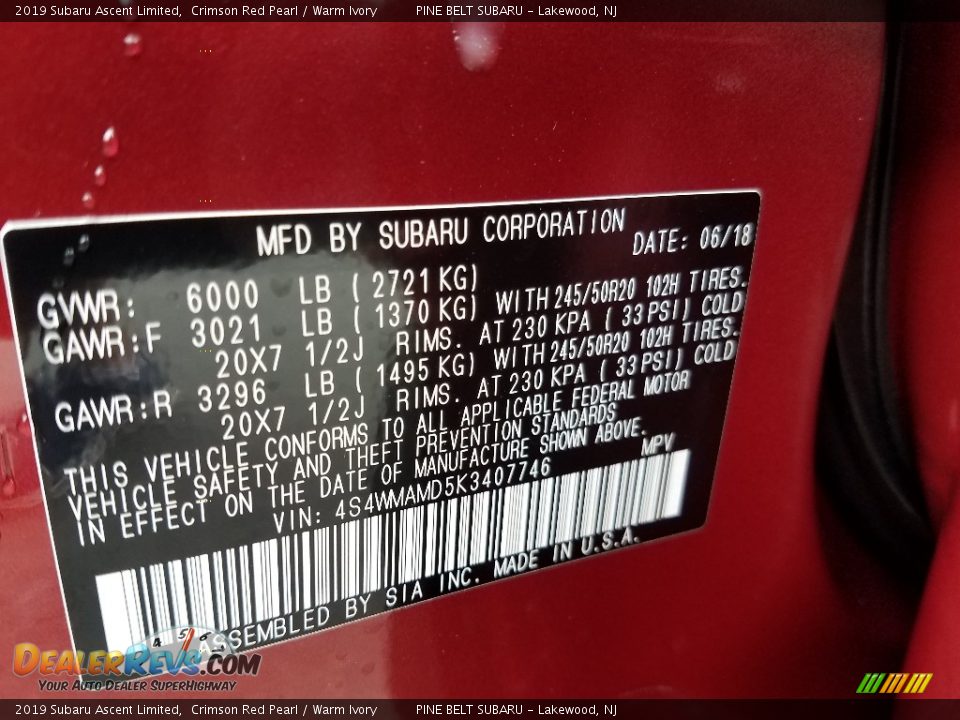 2019 Subaru Ascent Limited,  Crimson Red Pearl / Warm Ivory  PINE BELT SUBARU - Lakewood, NJ
MFD BY SUBARU CORPORATION
DATE: 06/18
GVWR: 6000 LB ( 2721 KG)
GAWR:F 3021 LB ( 1370 KG) WITH 245/50R20 102H TIRES.
20X7 1/2J RIMS. AT 230 KPA ( 33 PSI) COLD
GAWR:R 3296 LB ( 1495 KG) WITH 245/50R20 102H TIRES.
20X7 1/2J RIMS. AT 230 KPA ( 33 PSI) COLD
THIS VEHICLE CONFORMS TO ALL APPLICABLE FEDERAL MOTOR
VEHICLE SAFETY AND THEFT PREVENTION STANDARDS
IN EFFECT ON THE DATE OF MANUFACTURE SHOWN ABOVE.
VIN: 4S4WMAMD5K3407746 MPV
ASSEMBLED BY SIA INC. MADE IN U.S.A.
4 5 6
DealerRevs.com
Your Auto Dealer SuperHighway
2019 Subaru Ascent Limited,  Crimson Red Pearl / Warm Ivory  PINE BELT SUBARU - Lakewood, NJ